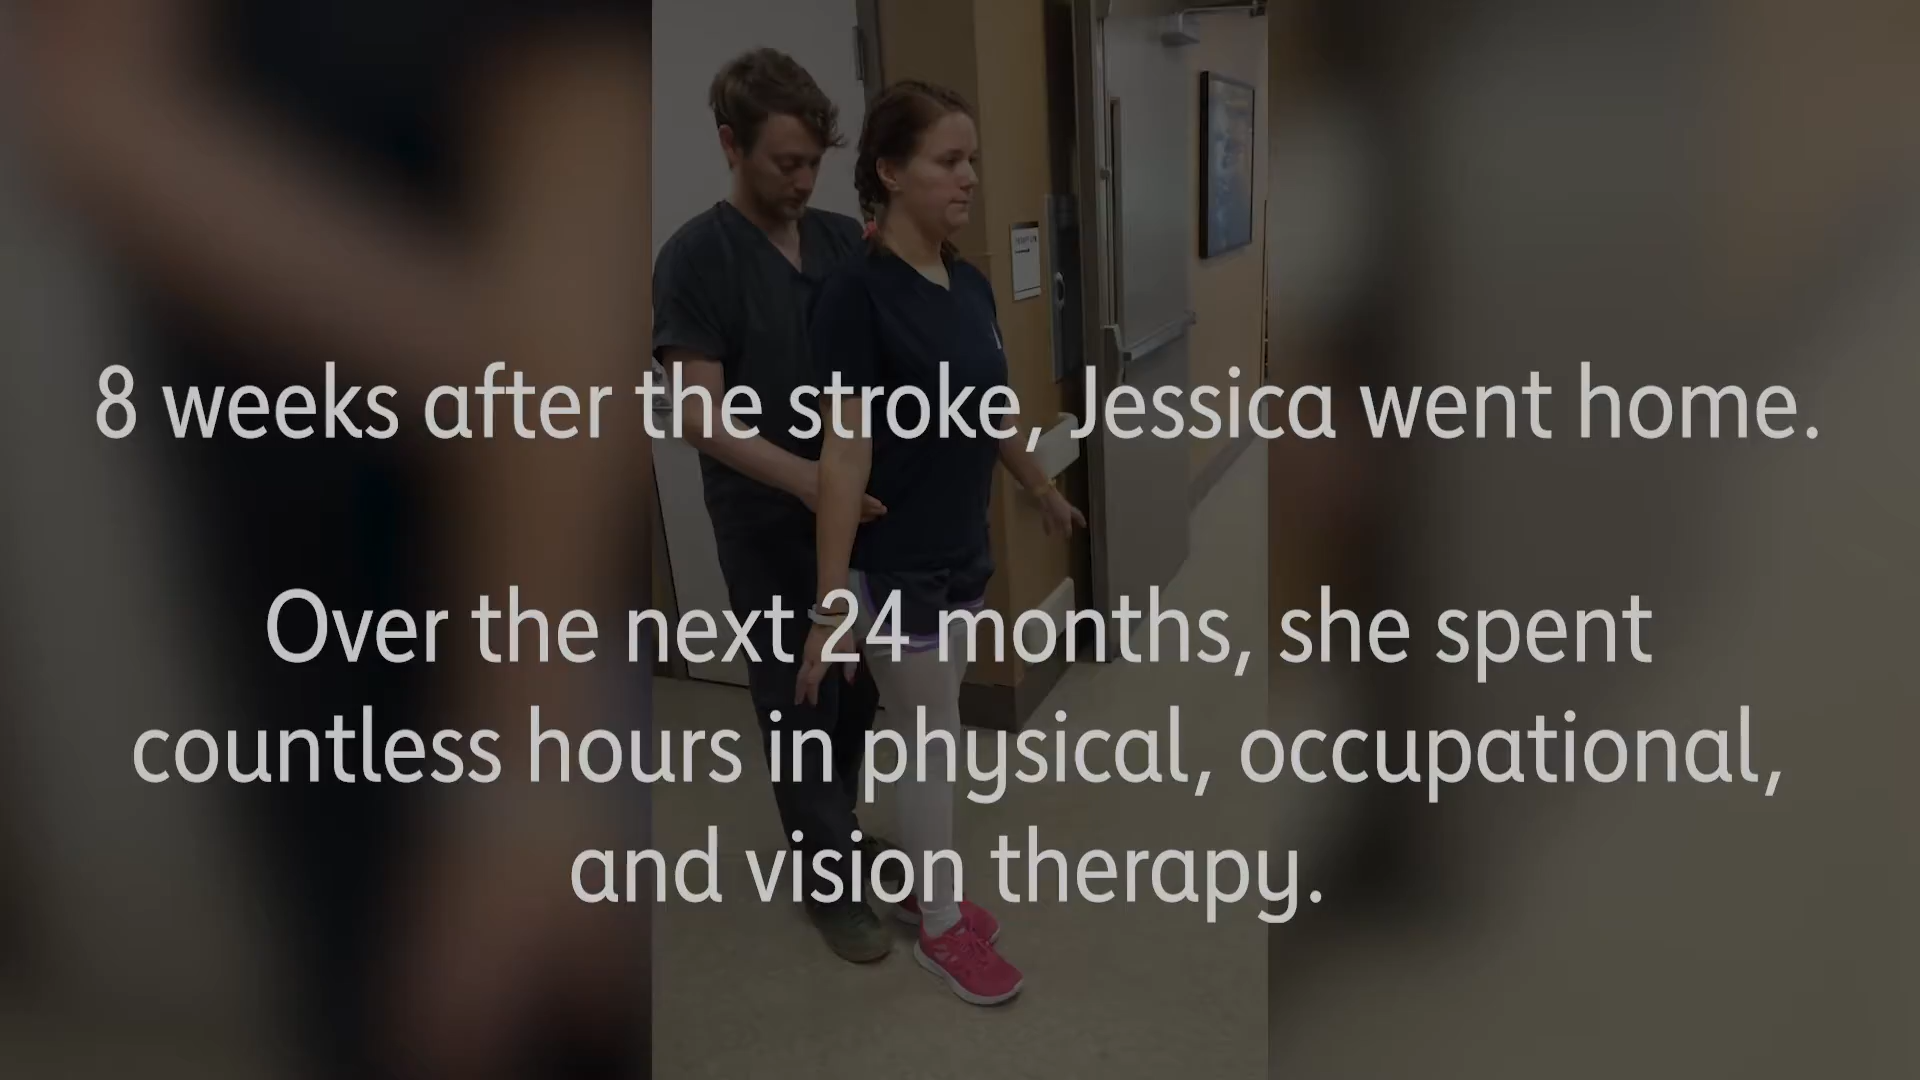 8 weeks after the stroke, Jessica went home.
Over the next 24 months, she spent
countless hours in physical, occupational,
and vision therapy.